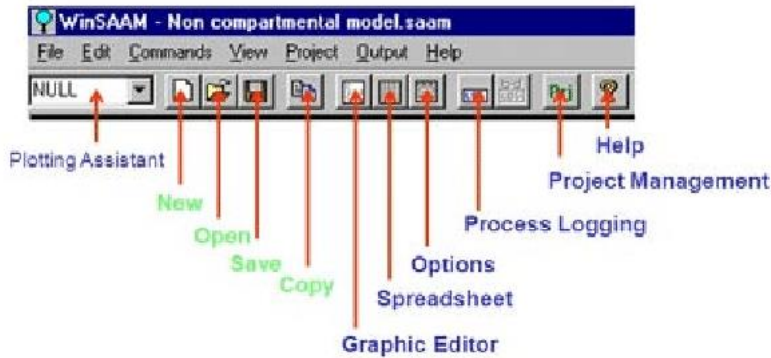 WinSAAM - Non compartmental model.saam
File Edit Commands View Project Output Help
NULL
Prj
Plotting Assistant
Help
Project Management
New
Process Logging
Open
Save
Options
Copy
Spreadsheet
Graphic Editor